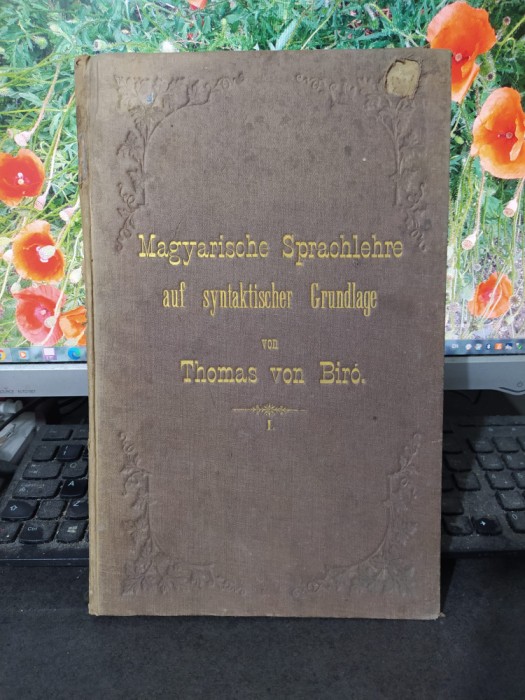 Magyarische Sprachlehre
auf syntaktischer Grundlage
von
Thomas von Biró.
I.